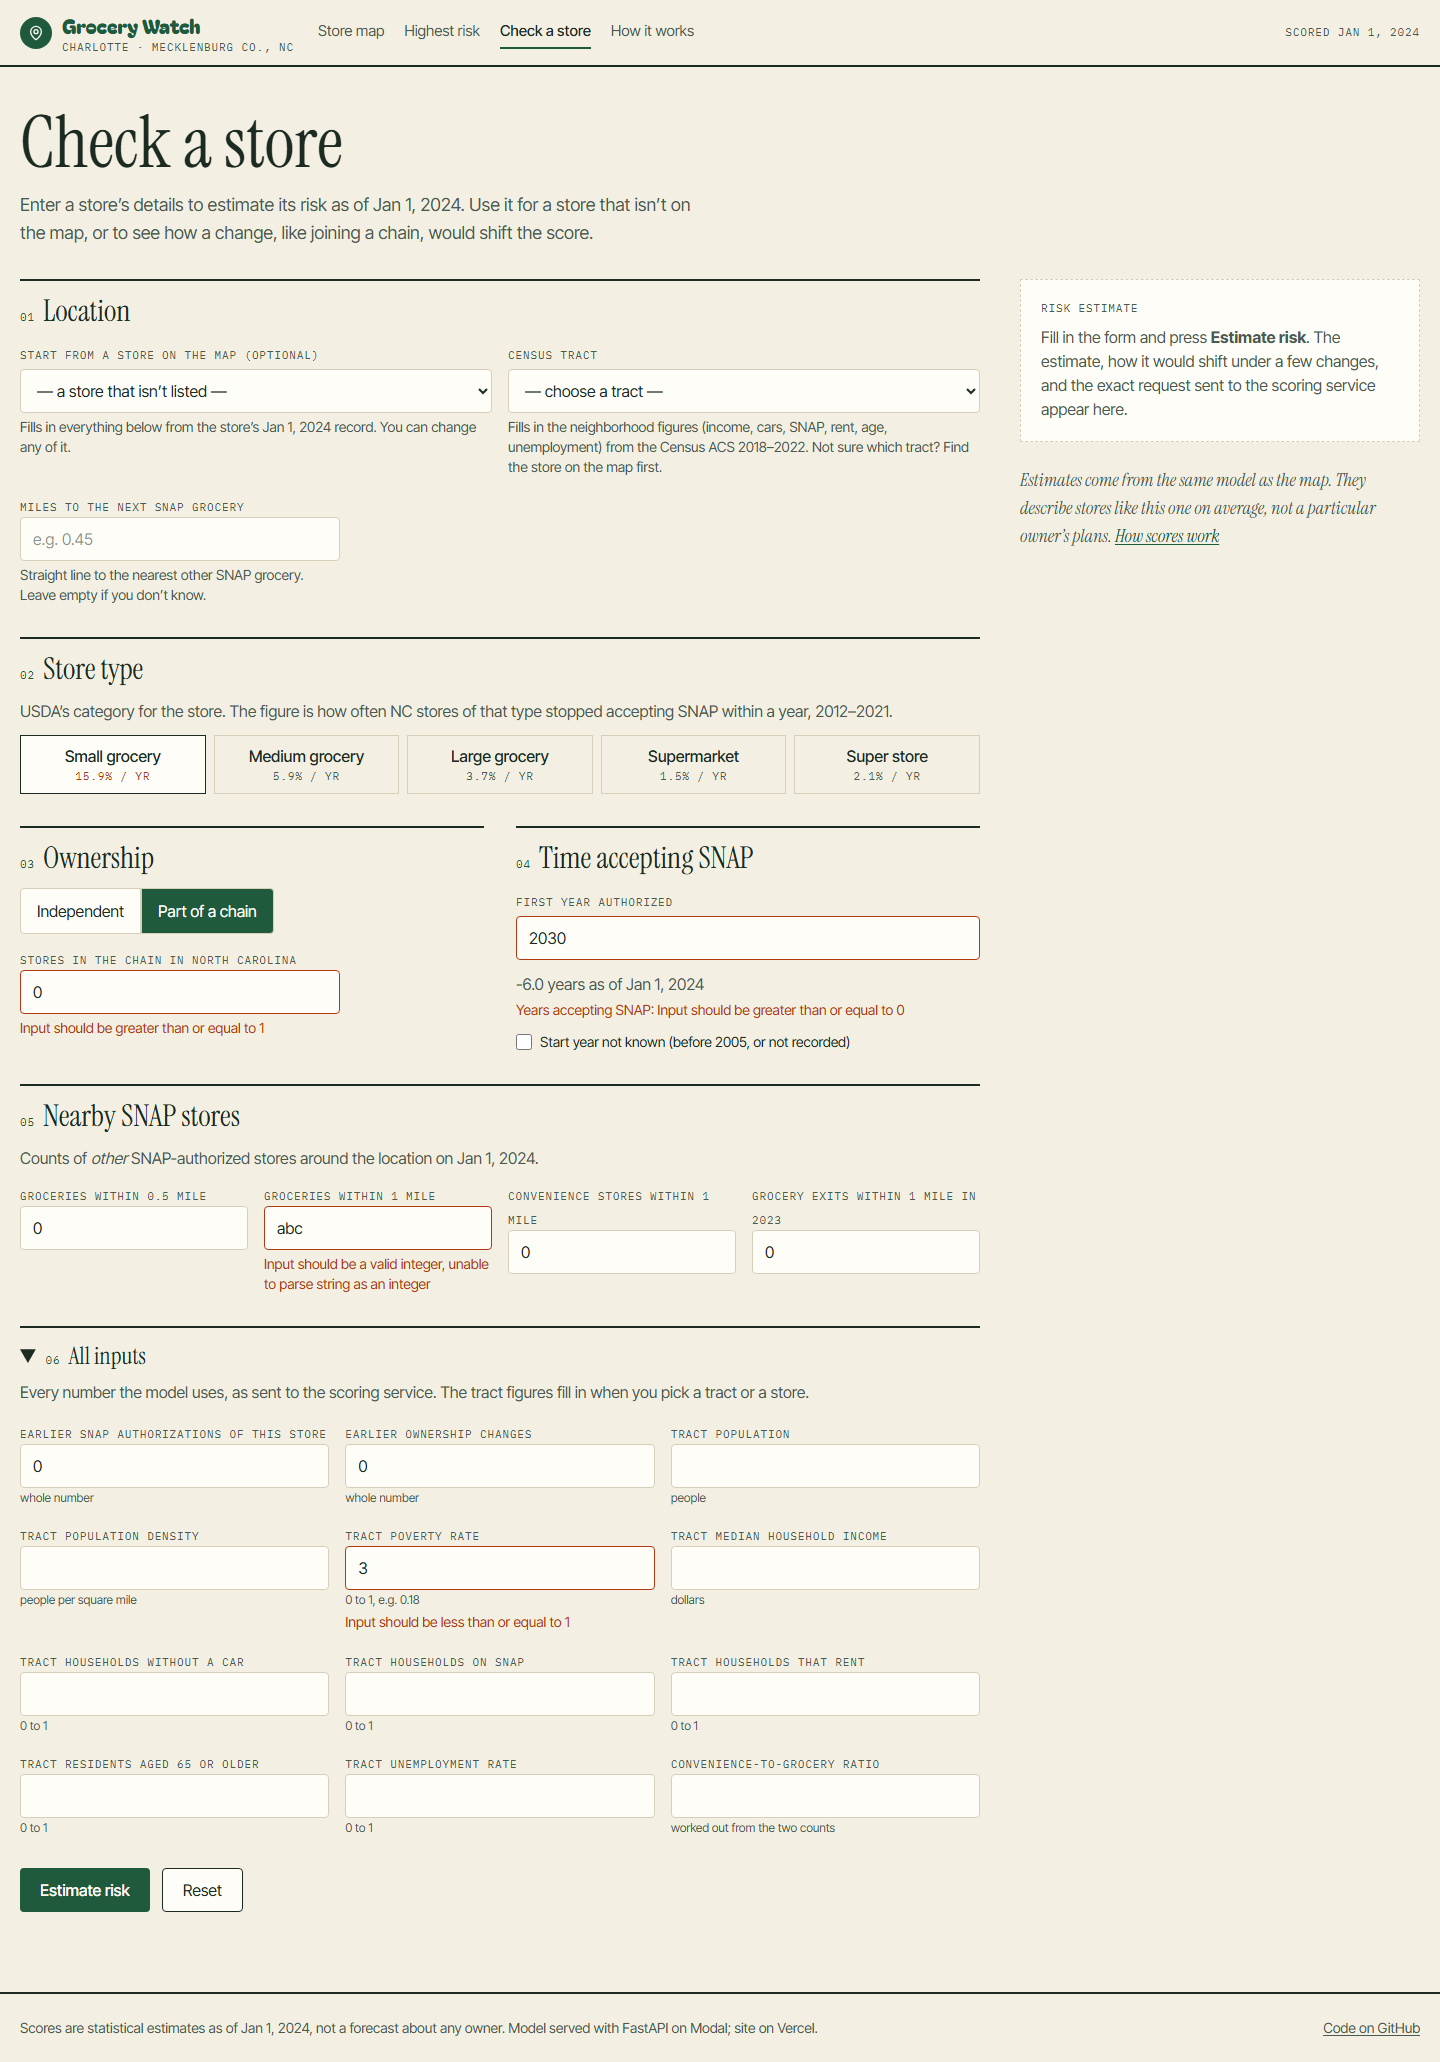 Grocery Watch
CHARLOTTE · MECKLENBURG CO., NC
Store map
Highest risk
Check a store
How it works
SCORED JAN 1, 2024
Check a store
Enter a store’s details to estimate its risk as of Jan 1, 2024. Use it for a store that isn’t on
the map, or to see how a change, like joining a chain, would shift the score.
01 Location
START FROM A STORE ON THE MAP (OPTIONAL)
— a store that isn’t listed —
Fills in everything below from the store’s Jan 1, 2024 record. You can change
any of it.
CENSUS TRACT
— choose a tract —
Fills in the neighborhood figures (income, cars, SNAP, rent, age,
unemployment) from the Census ACS 2018–2022. Not sure which tract? Find
the store on the map first.
MILES TO THE NEXT SNAP GROCERY
e.g. 0.45
Straight line to the nearest other SNAP grocery.
Leave empty if you don’t know.
RISK ESTIMATE
Fill in the form and press Estimate risk. The
estimate, how it would shift under a few changes,
and the exact request sent to the scoring service
appear here.
Estimates come from the same model as the map. They
describe stores like this one on average, not a particular
owner’s plans. How scores work
02 Store type
USDA’s category for the store. The figure is how often NC stores of that type stopped accepting SNAP within a year, 2012–2021.
Small grocery
15.9% / YR
Medium grocery
5.9% / YR
Large grocery
3.7% / YR
Supermarket
1.5% / YR
Super store
2.1% / YR
03 Ownership
Independent
Part of a chain
STORES IN THE CHAIN IN NORTH CAROLINA
0
Input should be greater than or equal to 1
04 Time accepting SNAP
FIRST YEAR AUTHORIZED
2030
-6.0 years as of Jan 1, 2024
Years accepting SNAP: Input should be greater than or equal to 0
Start year not known (before 2005, or not recorded)
05 Nearby SNAP stores
Counts of other SNAP-authorized stores around the location on Jan 1, 2024.
GROCERIES WITHIN 0.5 MILE
0
GROCERIES WITHIN 1 MILE
abc
Input should be a valid integer, unable
to parse string as an integer
CONVENIENCE STORES WITHIN 1
MILE
0
GROCERY EXITS WITHIN 1 MILE IN
2023
0
06 All inputs
Every number the model uses, as sent to the scoring service. The tract figures fill in when you pick a tract or a store.
EARLIER SNAP AUTHORIZATIONS OF THIS STORE
0
whole number
EARLIER OWNERSHIP CHANGES
0
whole number
TRACT POPULATION
people
TRACT POPULATION DENSITY
people per square mile
TRACT POVERTY RATE
3
0 to 1, e.g. 0.18
Input should be less than or equal to 1
TRACT MEDIAN HOUSEHOLD INCOME
dollars
TRACT HOUSEHOLDS WITHOUT A CAR
0 to 1
TRACT HOUSEHOLDS ON SNAP
0 to 1
TRACT HOUSEHOLDS THAT RENT
0 to 1
TRACT RESIDENTS AGED 65 OR OLDER
0 to 1
TRACT UNEMPLOYMENT RATE
0 to 1
CONVENIENCE-TO-GROCERY RATIO
worked out from the two counts
Estimate risk
Reset
Scores are statistical estimates as of Jan 1, 2024, not a forecast about any owner. Model served with FastAPI on Modal; site on Vercel.
Code on GitHub